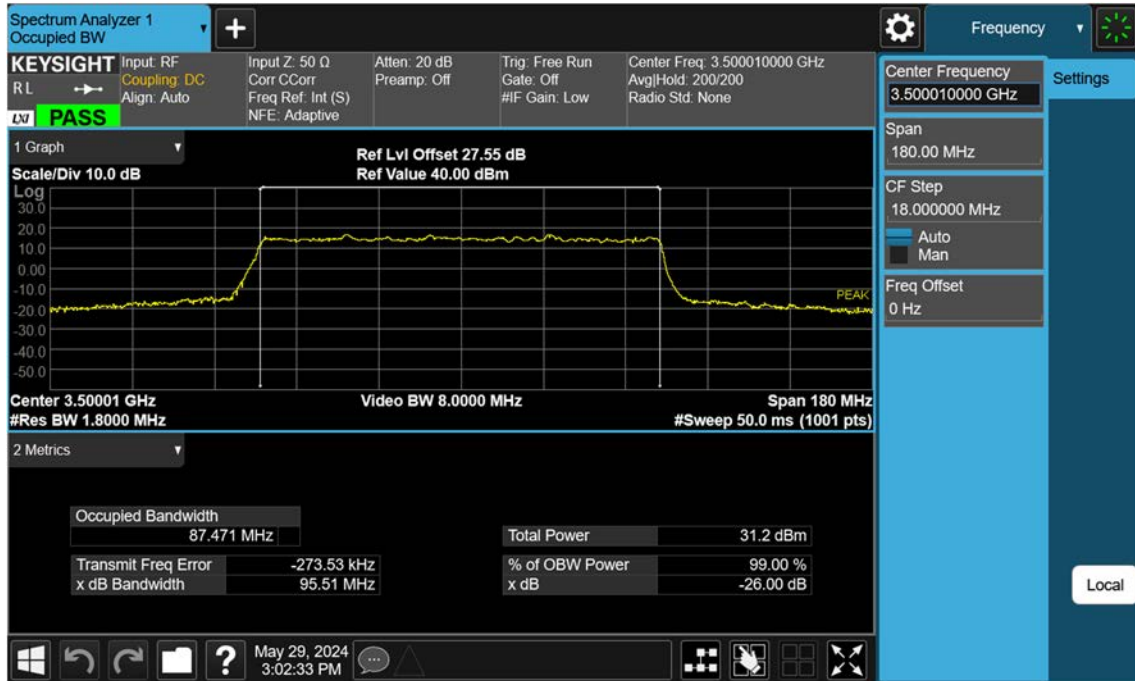 Spectrum Analyzer 1
Occupied BW
Frequency
KEYSIGHT
R L
LXI
PASS
Input: RF
Coupling: DC
Align: Auto
Input Z: 50 Ω
Corr CCorr
Freq Ref: Int (S)
NFE: Adaptive
Atten: 20 dB
Preamp: Off
Trig: Free Run
Gate: Off
#IF Gain: Low
Center Freq: 3.500010000 GHz
Avg|Hold: 200/200
Radio Std: None
Center Frequency
3.500010000 GHz
Settings
Span
180.00 MHz
CF Step
18.000000 MHz
Auto
Man
Freq Offset
0 Hz
Local
1 Graph
Scale/Div 10.0 dB
Ref Lvl Offset 27.55 dB
Ref Value 40.00 dBm
Log
30.0
20.0
10.0
0.00
-10.0
-20.0
-30.0
-40.0
-50.0
PEAK
Center 3.50001 GHz
Video BW 8.0000 MHz
Span 180 MHz
#Res BW 1.8000 MHz
#Sweep 50.0 ms (1001 pts)
2 Metrics
Occupied Bandwidth
87.471 MHz
Total Power 31.2 dBm
Transmit Freq Error -273.53 kHz
% of OBW Power 99.00 %
x dB Bandwidth 95.51 MHz
x dB -26.00 dB
?
May 29, 2024
3:02:33 PM